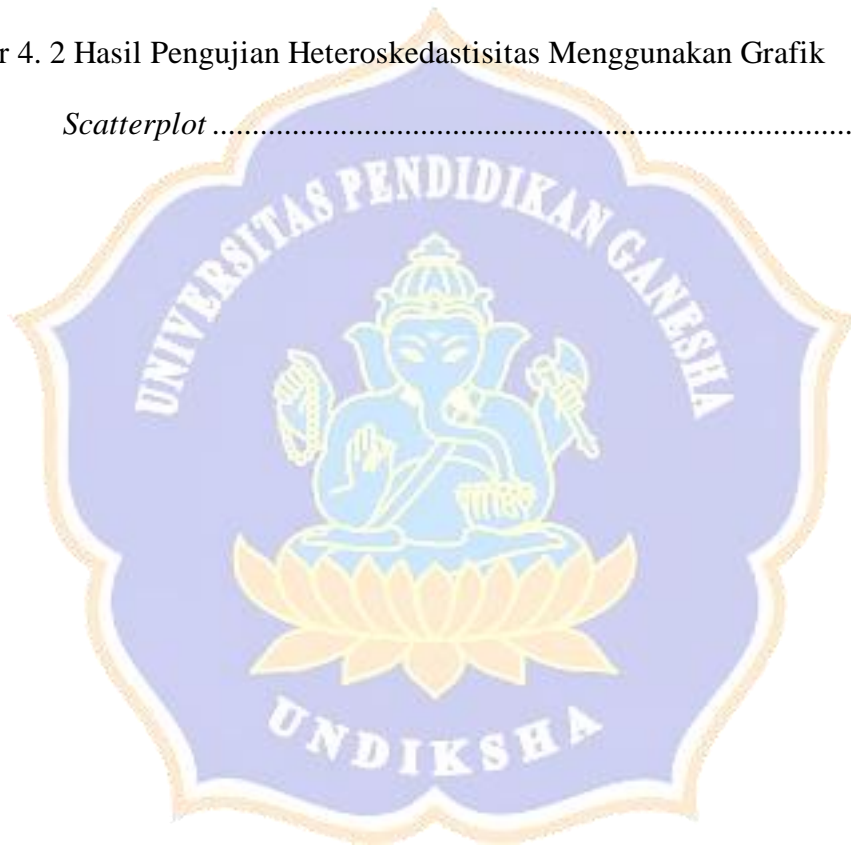 r 4. 2 Hasil Pengujian Heteroskedastisitas Menggunakan Grafik
Scatterplot ...............................................................................
UNIVERSITAS PENDIDIKAN GANESHA
UNDIKSHA